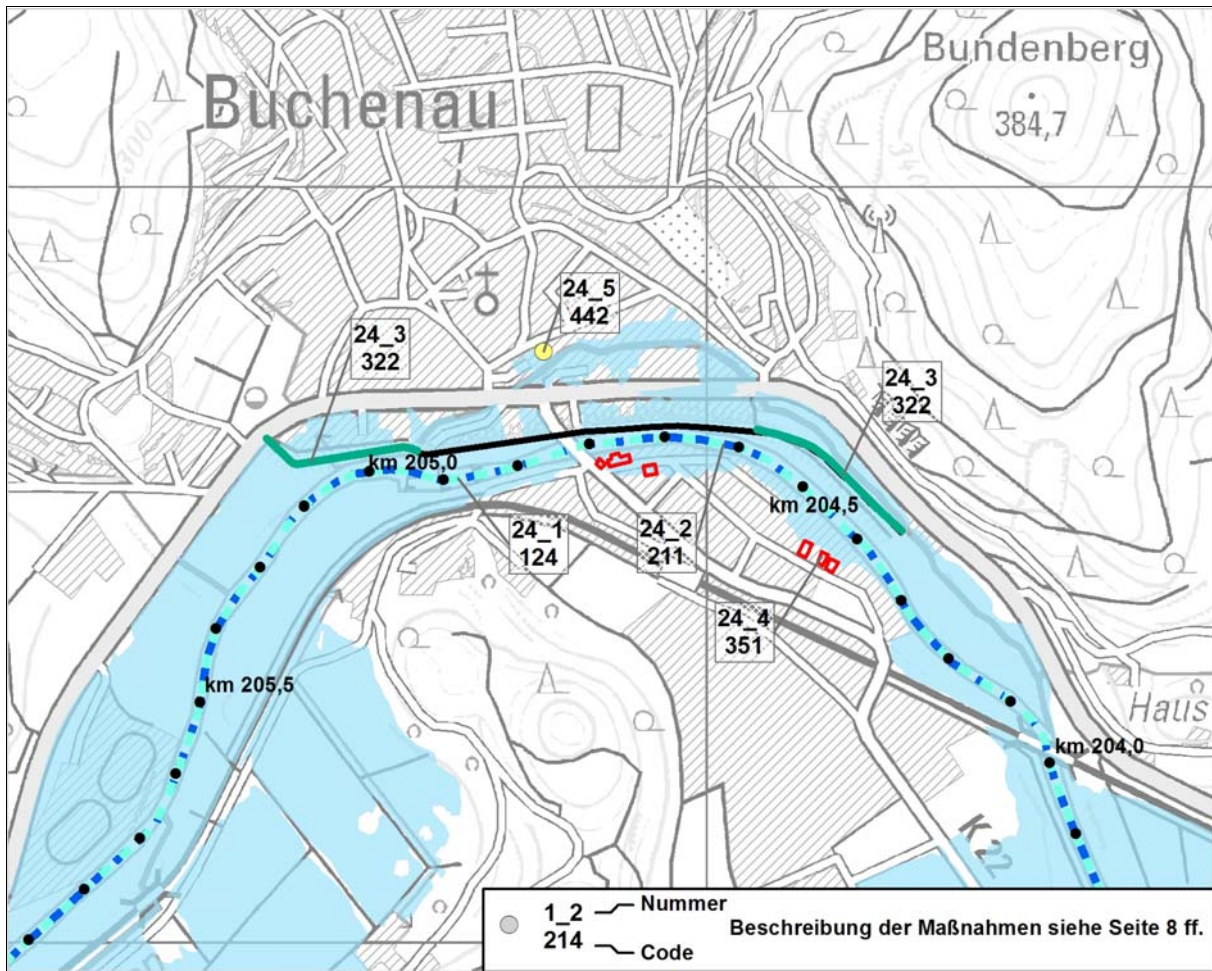 Bundenberg
384,7
Buchenau
300
340
24_5
442
24_3
322
24_3
322
km 205,0
km 204,5
24_1
124
24_2
211
24_4
351
km 205,5
km 204,0
Haus
K 22
1_2
214
Nummer
Code
Beschreibung der Maßnahmen siehe Seite 8 ff.